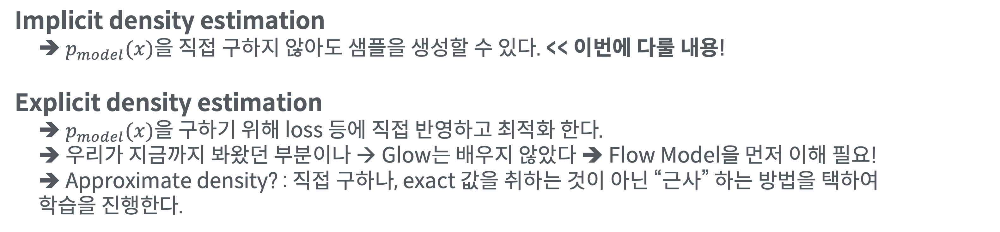 Implicit density estimation
➔ p_model(x)을 직접 구하지 않아도 샘플을 생성할 수 있다. << 이번에 다룰 내용!
Explicit density estimation
➔ p_model(x)을 구하기 위해 loss 등에 직접 반영하고 최적화 한다.
➔ 우리가 지금까지 봐왔던 부분이나 → Glow는 배우지 않았다 ➔ Flow Model을 먼저 이해 필요!
➔ Approximate density? : 직접 구하나, exact 값을 취하는 것이 아닌 “근사” 하는 방법을 택하여
학습을 진행한다.